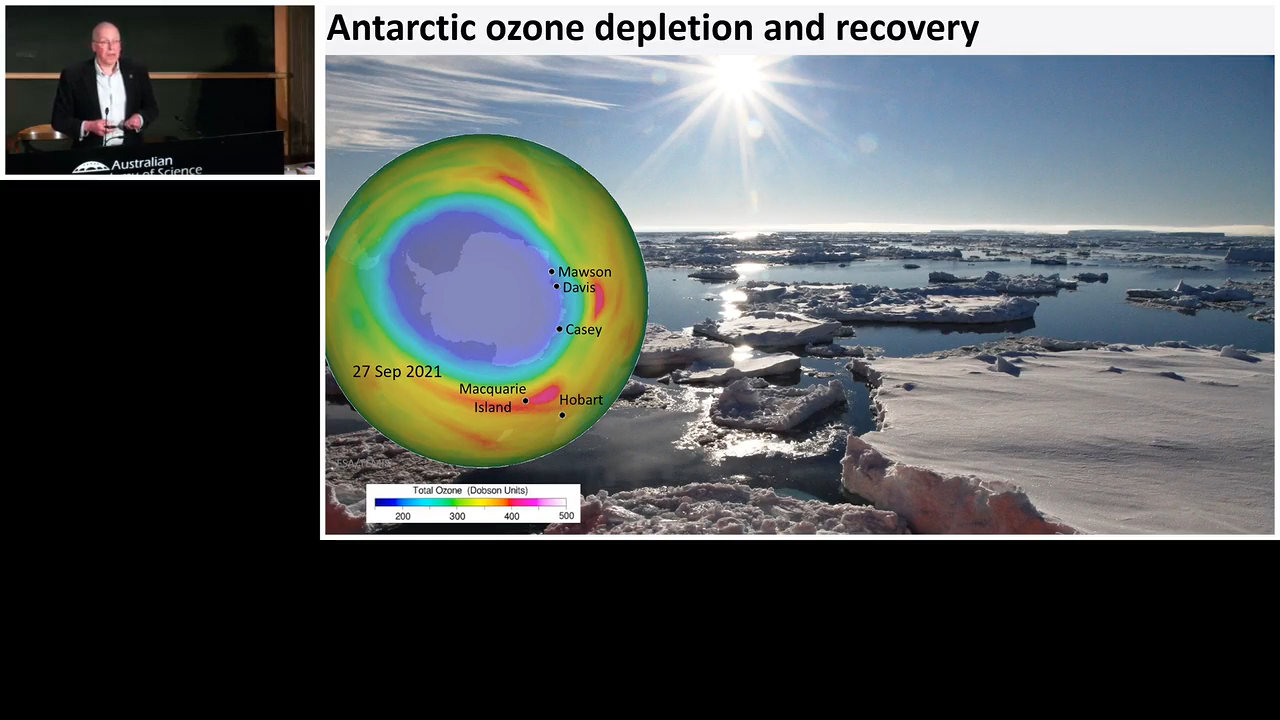 Antarctic ozone depletion and recovery
Australian
of Science
Mawson
Davis
Casey
27 Sep 2021
Macquarie
Island
Hobart
Total Ozone (Dobson Units)
200 300 400 500